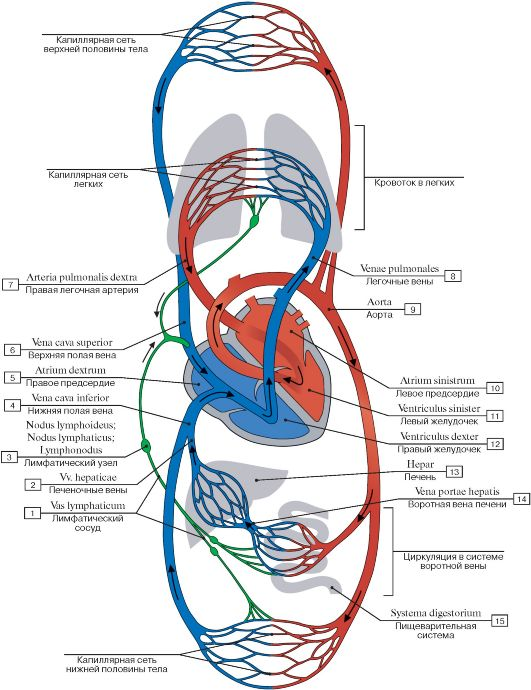 Капиллярная сеть
верхней половины тела
Капиллярная сеть
легких
Кровоток в легких
7 Arteria pulmonalis dextra
Правая легочная артерия
Venae pulmonales 8
Легочные вены
Aorta 9
Аорта
6 Vena cava superior
Верхняя полая вена
5 Atrium dextrum
Правое предсердие
4 Vena cava inferior
Нижняя полая вена
Nodus lymphoideus;
Nodus lymphaticus;
3 Lymphonodus
Лимфатический узел
2 Vv. hepaticae
Печеночные вены
1 Vas lymphaticum
Лимфатический
сосуд
Atrium sinistrum 10
Левое предсердие
Ventriculus sinister 11
Левый желудочек
Ventriculus dexter 12
Правый желудочек
Hepar 13
Печень
Vena portae hepatis 14
Воротная вена печени
Циркуляция в системе
воротной вены
Systema digestorium 15
Пищеварительная
система
Капиллярная сеть
нижней половины тела